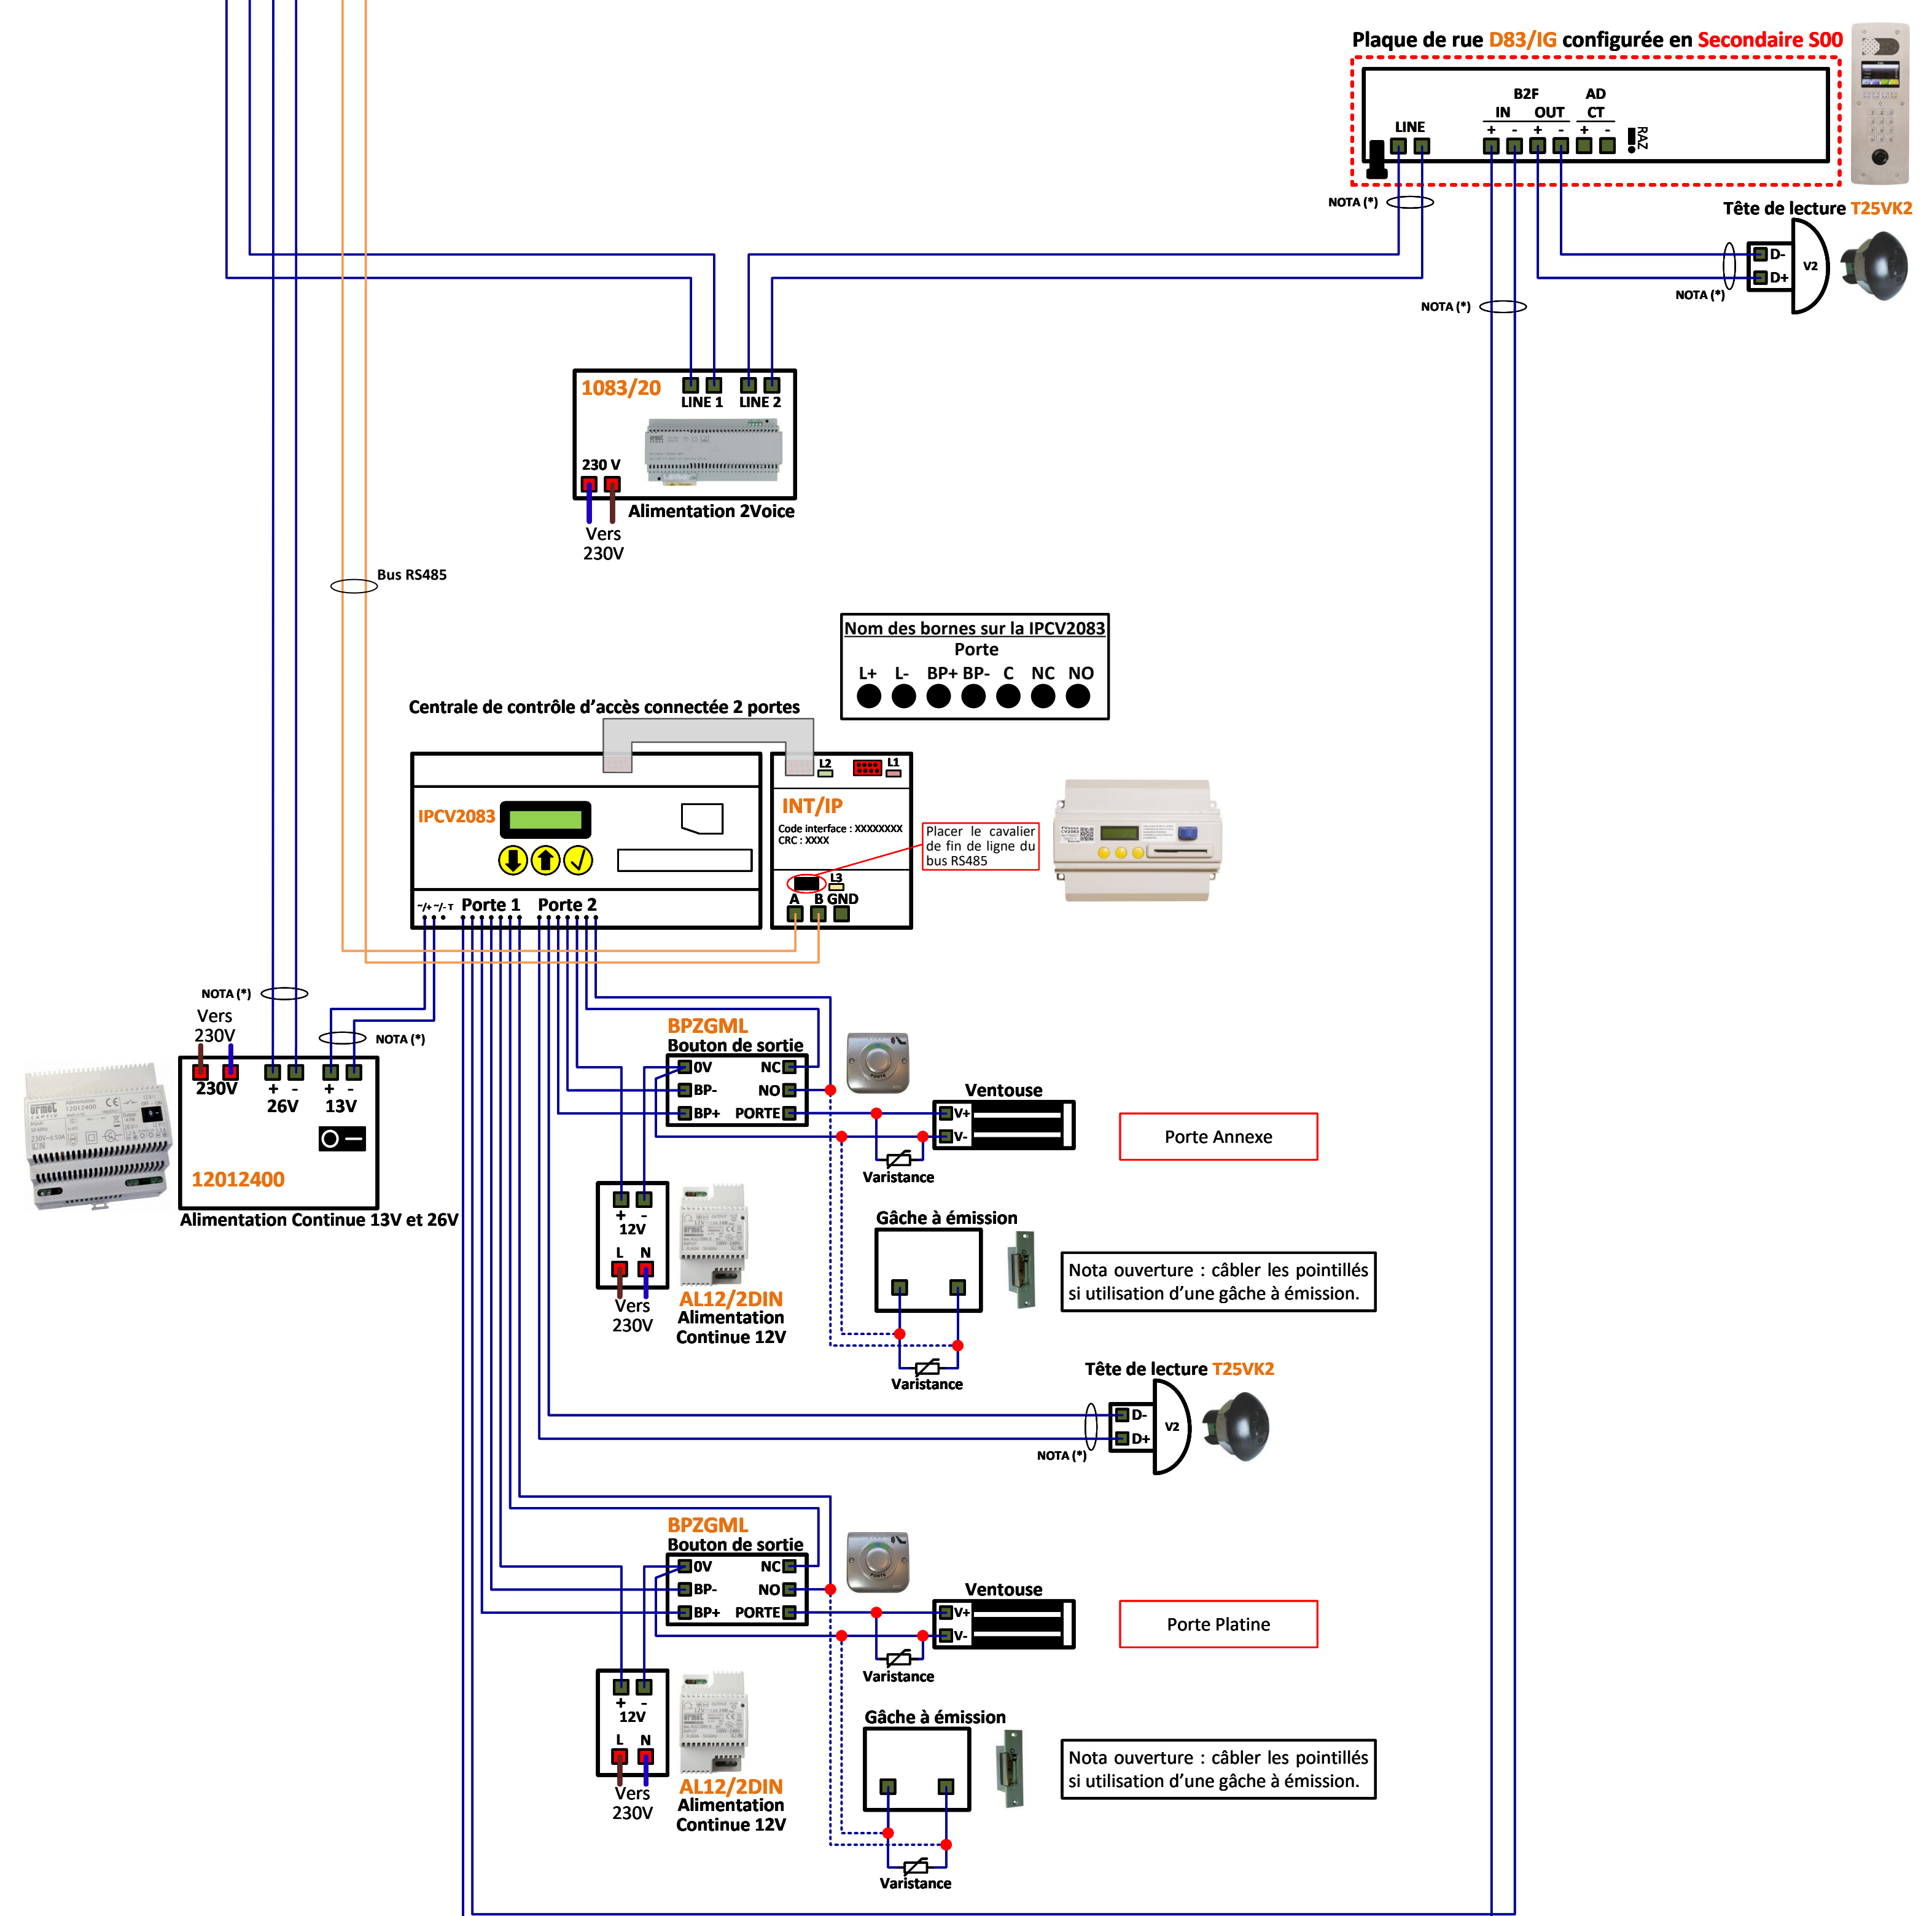 Plaque de rue D83/IG configurée en Secondaire S00
B2F
AD
IN
OUT
CT
LINE
+ - + - + -
RAZ
NOTA (*)
Tête de lecture T25VK2
D-
D+
V2
NOTA (*)
NOTA (*)
1083/20
LINE 1
LINE 2
230 V
Alimentation 2Voice
Vers
230V
Bus RS485
Nom des bornes sur la IPCV2083
Porte
L+ L- BP+ BP- C NC NO
Centrale de contrôle d’accès connectée 2 portes
L2
L1
IPCV2083
INT/IP
Code interface : XXXXXXXX
CRC : XXXX
Placer le cavalier
de fin de ligne du
bus RS485
L3
A B GND
~/+ ~/- T
Porte 1
Porte 2
NOTA (*)
Vers
230V
NOTA (*)
230V
+ -
26V
+ -
13V
12012400
Alimentation Continue 13V et 26V
BPZGML
Bouton de sortie
0V NC
BP- NO
BP+ PORTE
PORTE
Ventouse
V+
V-
Varistance
Porte Annexe
+ -
12V
L N
Vers
230V
AL12/2DIN
Alimentation
Continue 12V
Gâche à émission
Varistance
Nota ouverture : câbler les pointillés
si utilisation d’une gâche à émission.
Tête de lecture T25VK2
D-
D+
V2
NOTA (*)
BPZGML
Bouton de sortie
0V NC
BP- NO
BP+ PORTE
PORTE
Ventouse
V+
V-
Varistance
Porte Platine
+ -
12V
L N
Vers
230V
AL12/2DIN
Alimentation
Continue 12V
Gâche à émission
Varistance
Nota ouverture : câbler les pointillés
si utilisation d’une gâche à émission.